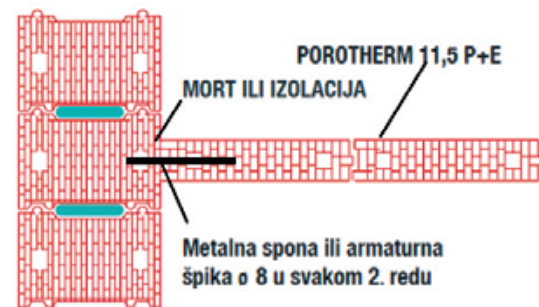 POROTHERM 11,5 P+E
MORT ILI IZOLACIJA
Metalna spona ili armaturna
špika ø 8 u svakom 2. redu